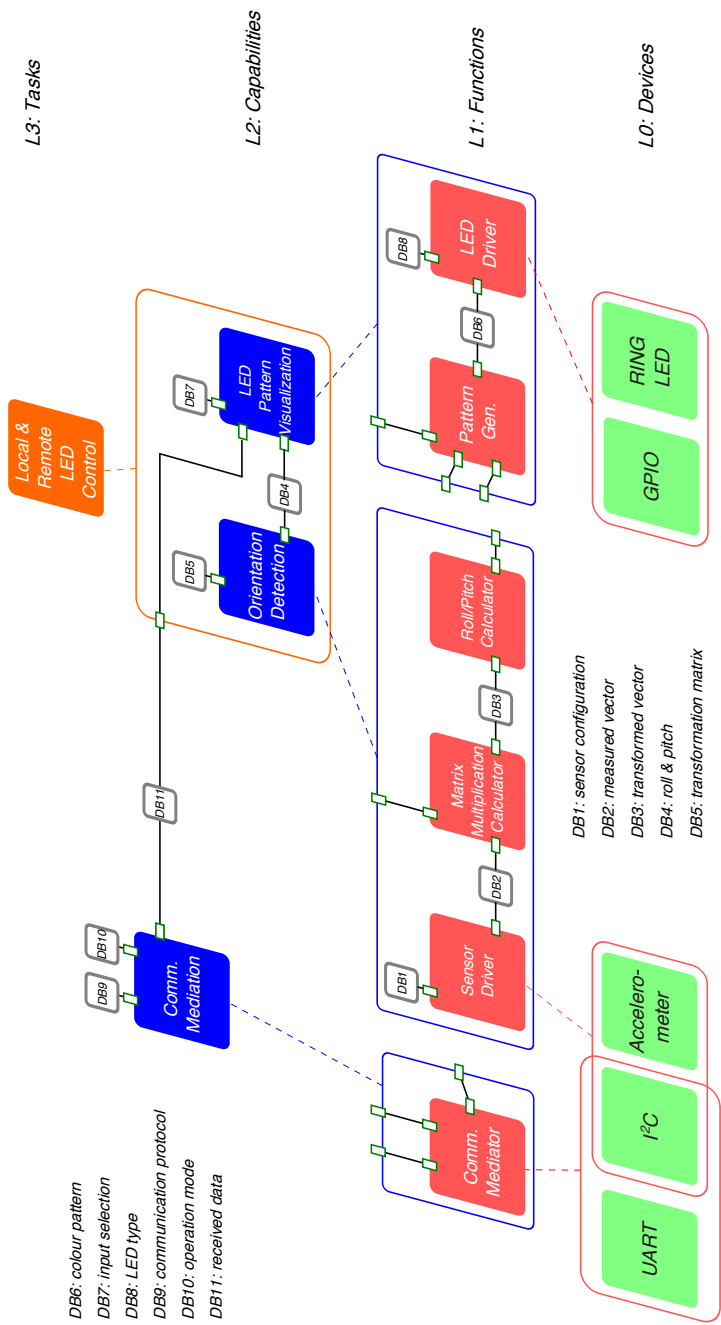 DB6: colour pattern
DB7: input selection
DB8: LED type
DB9: communication protocol
DB10: operation mode
DB11: received data
Local &
Remote
LED
Control
L3: Tasks
DB9
DB10
Comm.
Mediation
DB11
DB5
Orientation
Detection
DB4
DB7
LED
Pattern
Visualization
L2: Capabilities
Comm.
Mediator
DB1
Sensor
Driver
DB2
Matrix
Multiplication
Calculator
DB3
Roll/Pitch
Calculator
Pattern
Gen.
DB6
DB8
LED
Driver
L1: Functions
UART
I²C
Accelero-
meter
GPIO
RING
LED
L0: Devices
DB1: sensor configuration
DB2: measured vector
DB3: transformed vector
DB4: roll & pitch
DB5: transformation matrix